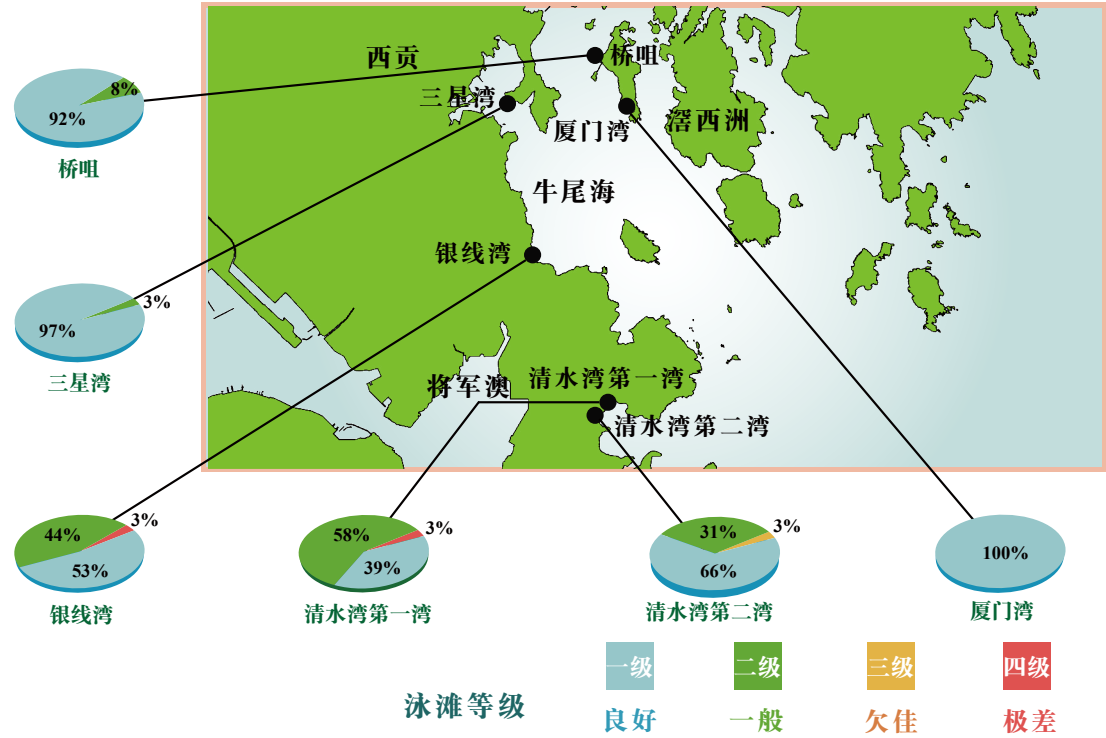 西贡
桥咀
三星湾
厦门湾
滘西洲
牛尾海
银线湾
将军澳
清水湾第一湾
清水湾第二湾
8%
92%
桥咀
3%
97%
三星湾
44%
3%
53%
银线湾
58%
3%
39%
清水湾第一湾
31%
3%
66%
清水湾第二湾
100%
厦门湾
泳滩等级
一级
二级
三级
四级
良好
一般
欠佳
极差